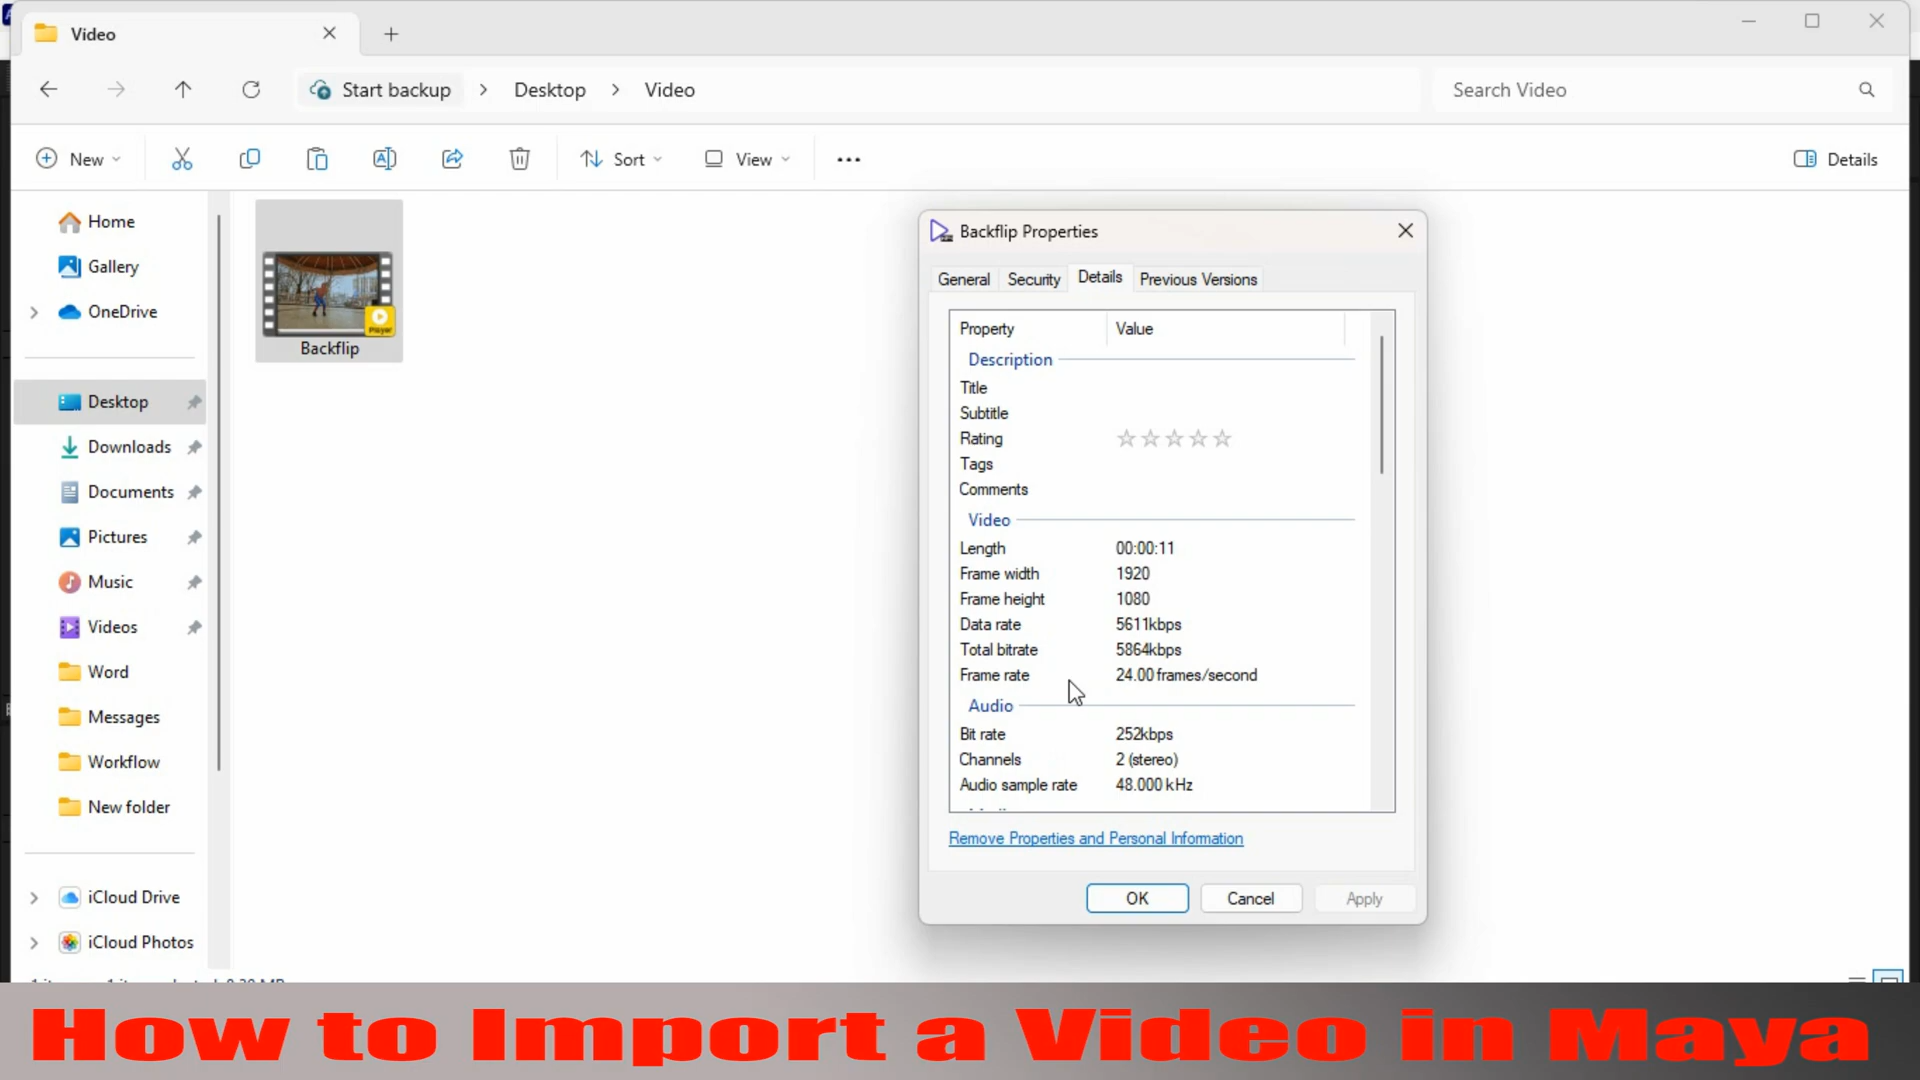 Video
Start backup > Desktop > Video
Search Video
New
Sort
View
Details
Home
Gallery
OneDrive
Desktop
Downloads
Documents
Pictures
Music
Videos
Word
Messages
Workflow
New folder
iCloud Drive
iCloud Photos
Player
Backflip
Backflip Properties
General Security Details Previous Versions
Property Value
Description
Title
Subtitle
Rating
Tags
Comments
Video
Length 00:00:11
Frame width 1920
Frame height 1080
Data rate 5611kbps
Total bitrate 5864kbps
Frame rate 24.00 frames/second
Audio
Bit rate 252kbps
Channels 2 (stereo)
Audio sample rate 48.000 kHz
Remove Properties and Personal Information
OK Cancel Apply
How to Import a Video in Maya